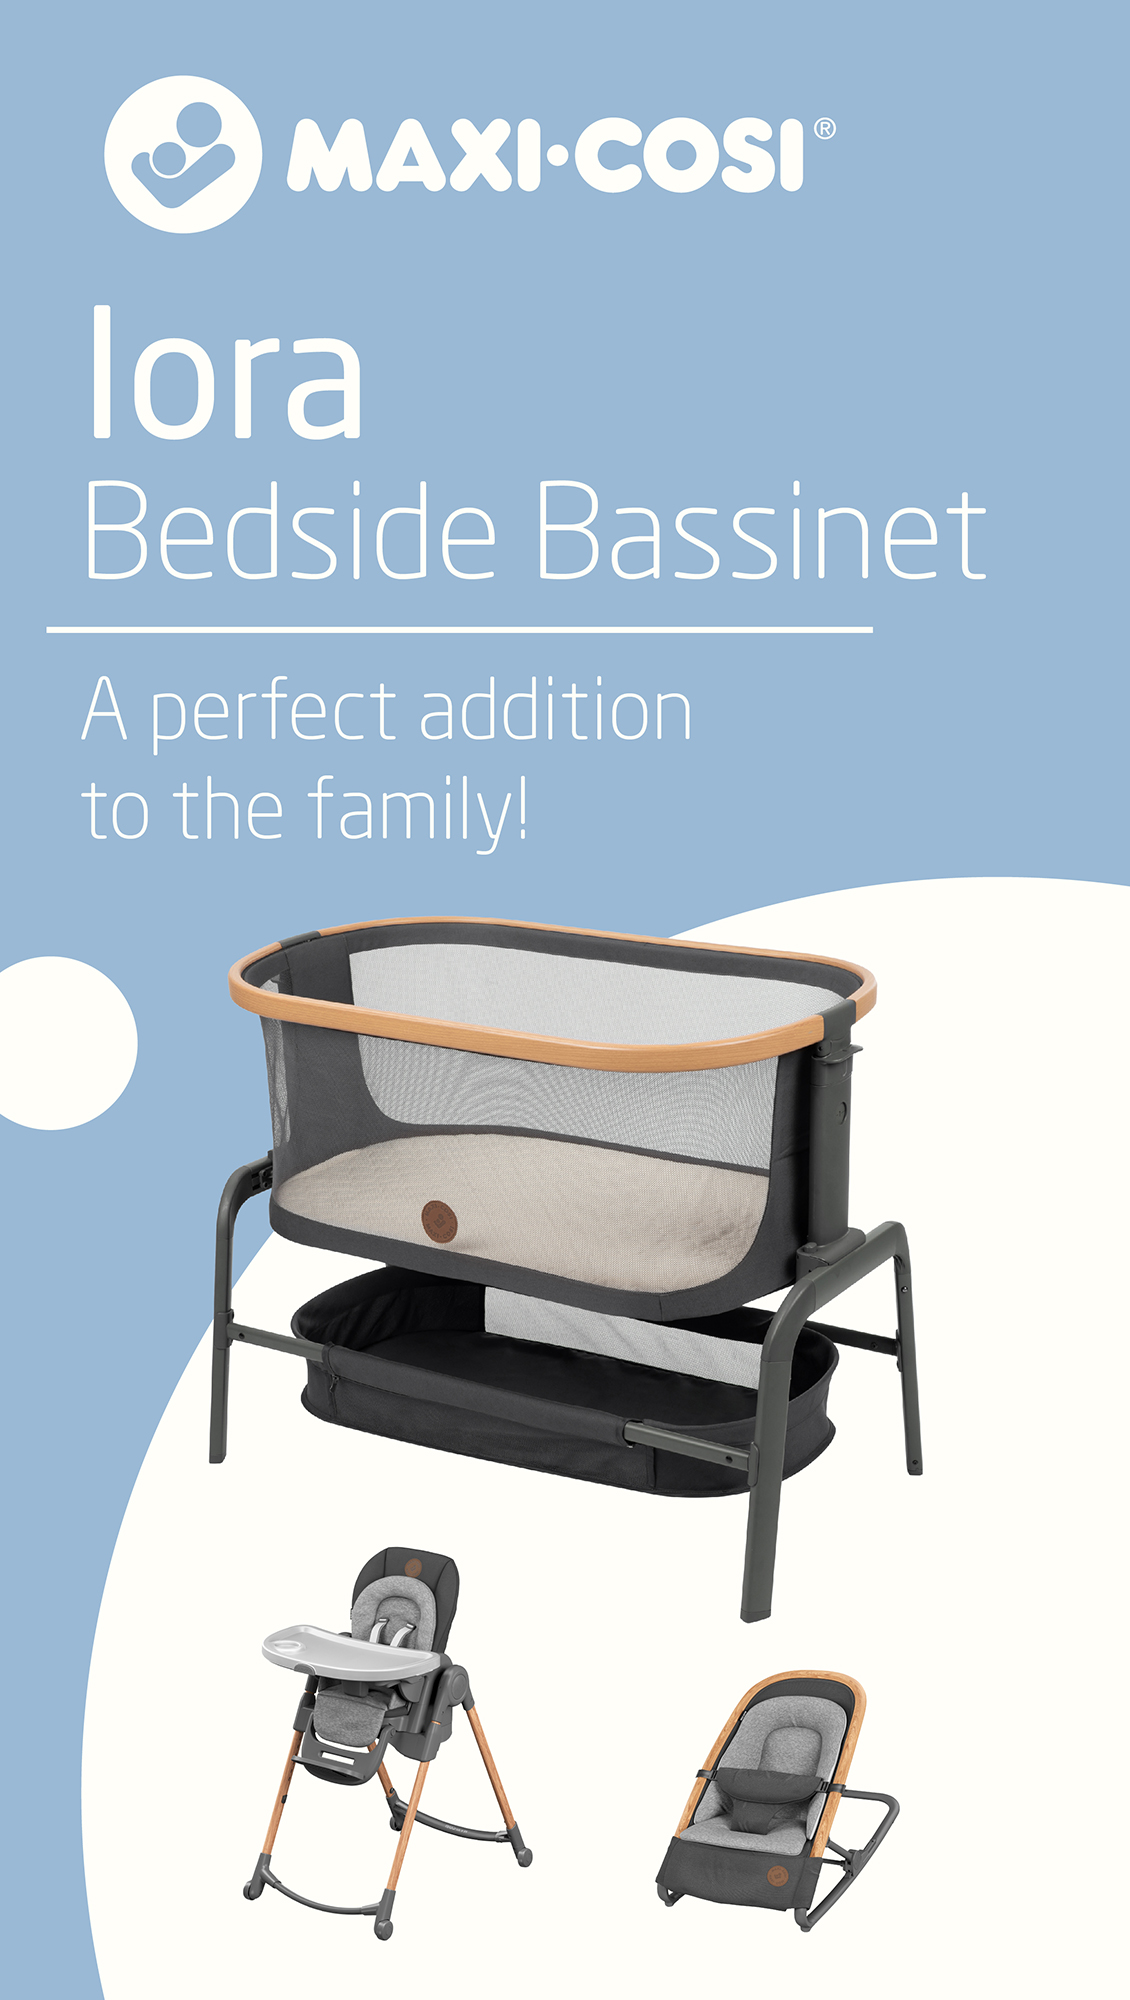 MAXI·COSI®
Iora
Bedside Bassinet
A perfect addition
to the family!